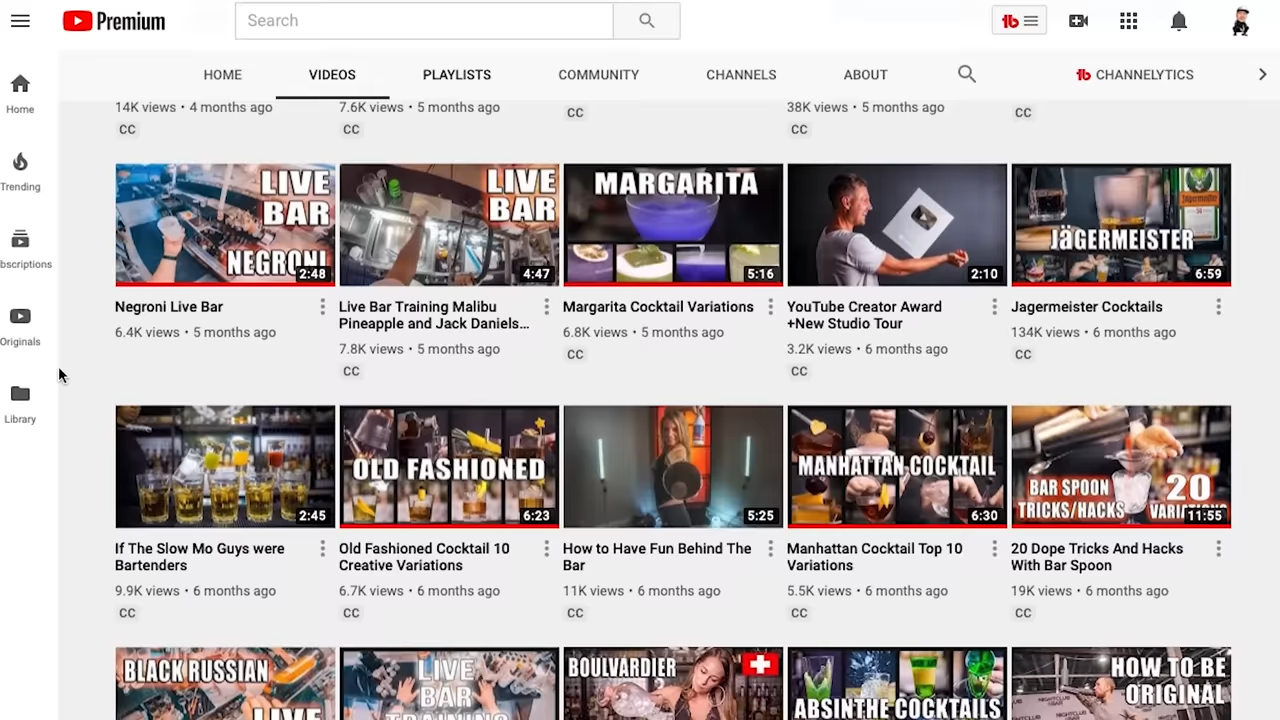 Premium
Search
HOME
VIDEOS
PLAYLISTS
COMMUNITY
CHANNELS
ABOUT
CHANNELYTICS
Home
Trending
bscriptions
Originals
Library
14K views • 4 months ago
7.6K views • 5 months ago
38K views • 5 months ago
CC
CC
CC
CC
CC
LIVE
BAR
NEGRONI
2:48
LIVE
BAR
4:47
MARGARITA
5:16
2:10
JäGERMEISTER
6:59
Negroni Live Bar
6.4K views • 5 months ago
Live Bar Training Malibu
Pineapple and Jack Daniels...
7.8K views • 5 months ago
CC
Margarita Cocktail Variations
6.8K views • 5 months ago
CC
YouTube Creator Award
+New Studio Tour
3.2K views • 6 months ago
CC
Jagermeister Cocktails
134K views • 6 months ago
CC
2:45
OLD FASHIONED
6:23
5:25
MANHATTAN COCKTAIL
6:30
BAR SPOON
TRICKS/HACKS
20
11:55
If The Slow Mo Guys were
Bartenders
9.9K views • 6 months ago
CC
Old Fashioned Cocktail 10
Creative Variations
6.7K views • 6 months ago
CC
How to Have Fun Behind The
Bar
11K views • 6 months ago
CC
Manhattan Cocktail Top 10
Variations
5.5K views • 6 months ago
CC
20 Dope Tricks And Hacks
With Bar Spoon
19K views • 6 months ago
CC
BLACK RUSSIAN
LIVE
LIVE
BAR
TRAINING
BOULVARDIER
ABSINTHE COCKTAILS
HOW TO BE
ORIGINAL